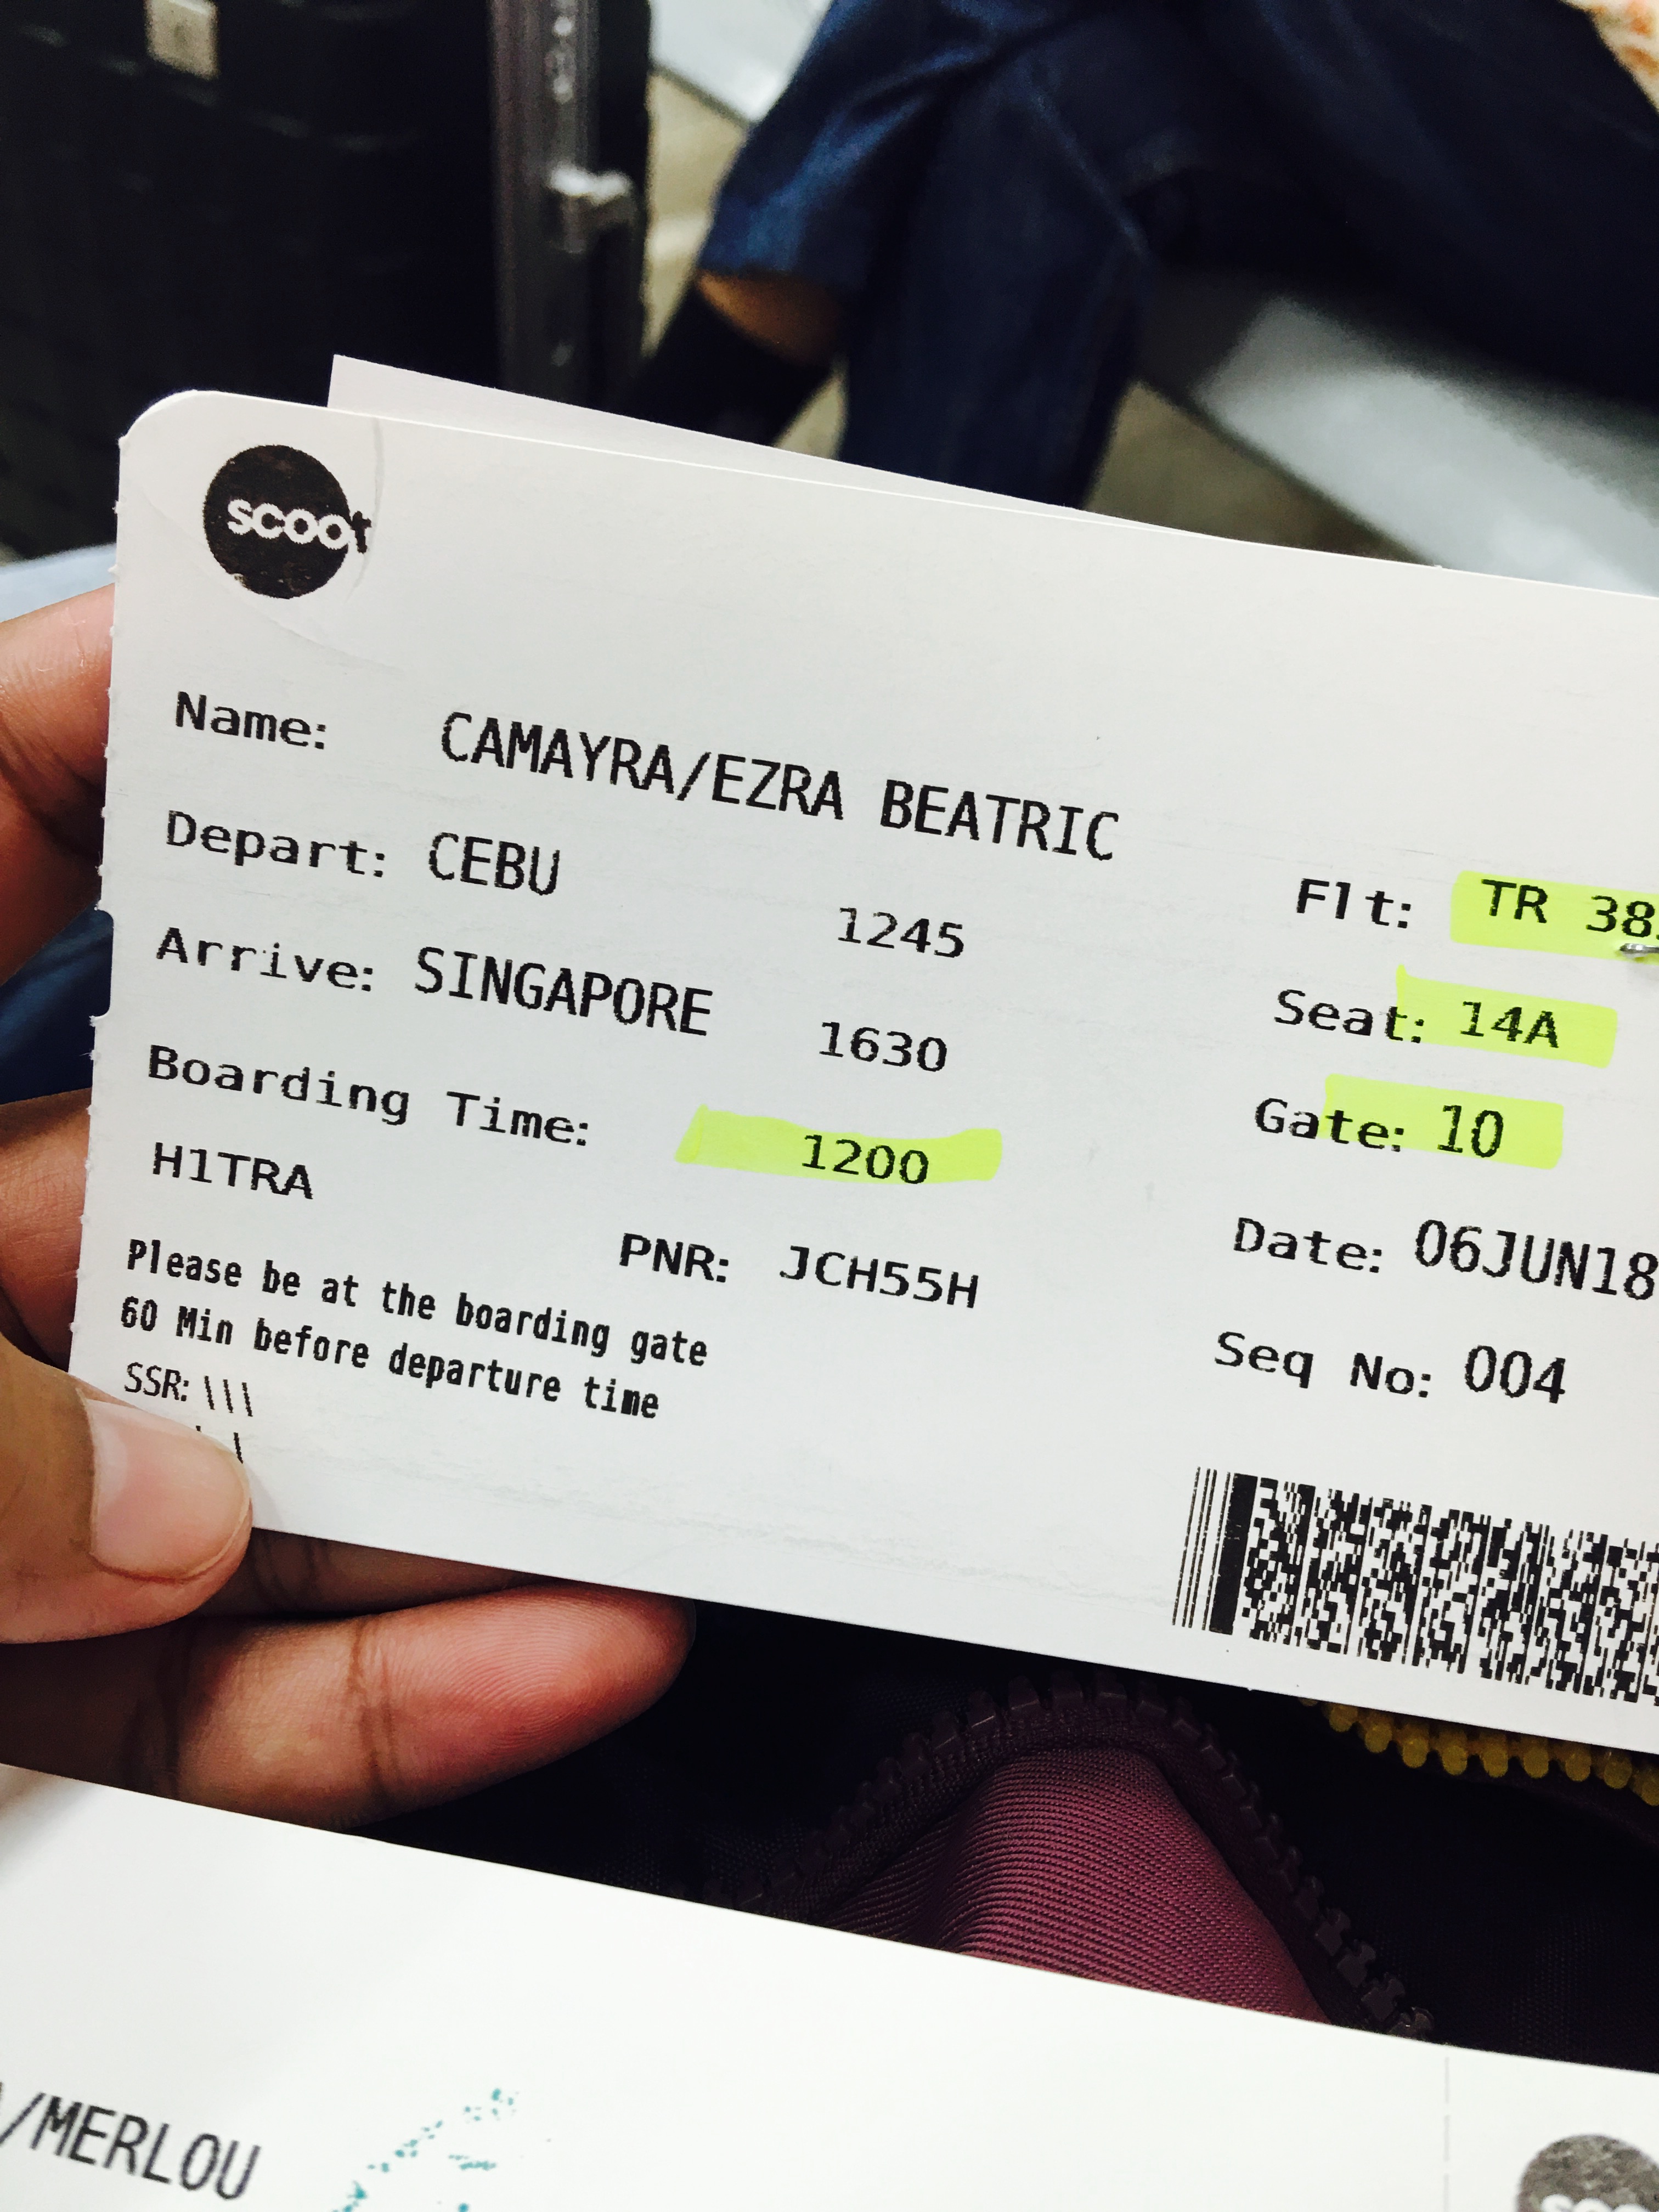 scoot
Name: CAMAYRA/EZRA BEATRIC
Depart: CEBU 1245
Arrive: SINGAPORE 1630
Boarding Time: 1200
H1TRA
PNR: JCH55H
Please be at the boarding gate
60 Min before departure time
SSR: \\\
Flt: TR 38
Seat: 14A
Gate: 10
Date: 06JUN18
Seq No: 004
/MERLOU